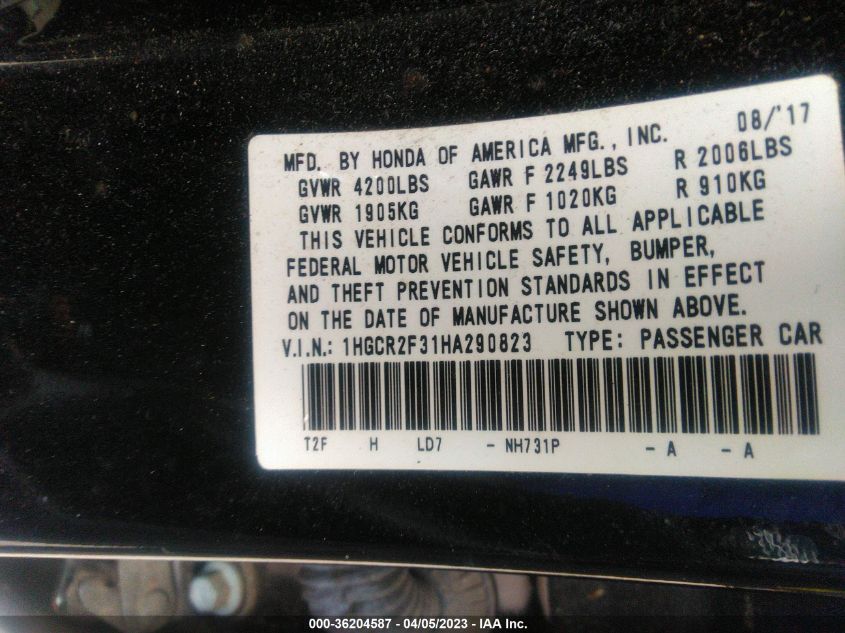 08/'17
MFD. BY HONDA OF AMERICA MFG., INC.
GVWR 4200LBS GAWR F 2249LBS R 2006LBS
GVWR 1905KG GAWR F 1020KG R 910KG
THIS VEHICLE CONFORMS TO ALL APPLICABLE
FEDERAL MOTOR VEHICLE SAFETY, BUMPER,
AND THEFT PREVENTION STANDARDS IN EFFECT
ON THE DATE OF MANUFACTURE SHOWN ABOVE.
V.I.N.: 1HGCR2F31HA290823 TYPE: PASSENGER CAR
T2F H LD7 - NH731P - A - A
000-36204587 - 04/05/2023 - IAA Inc.